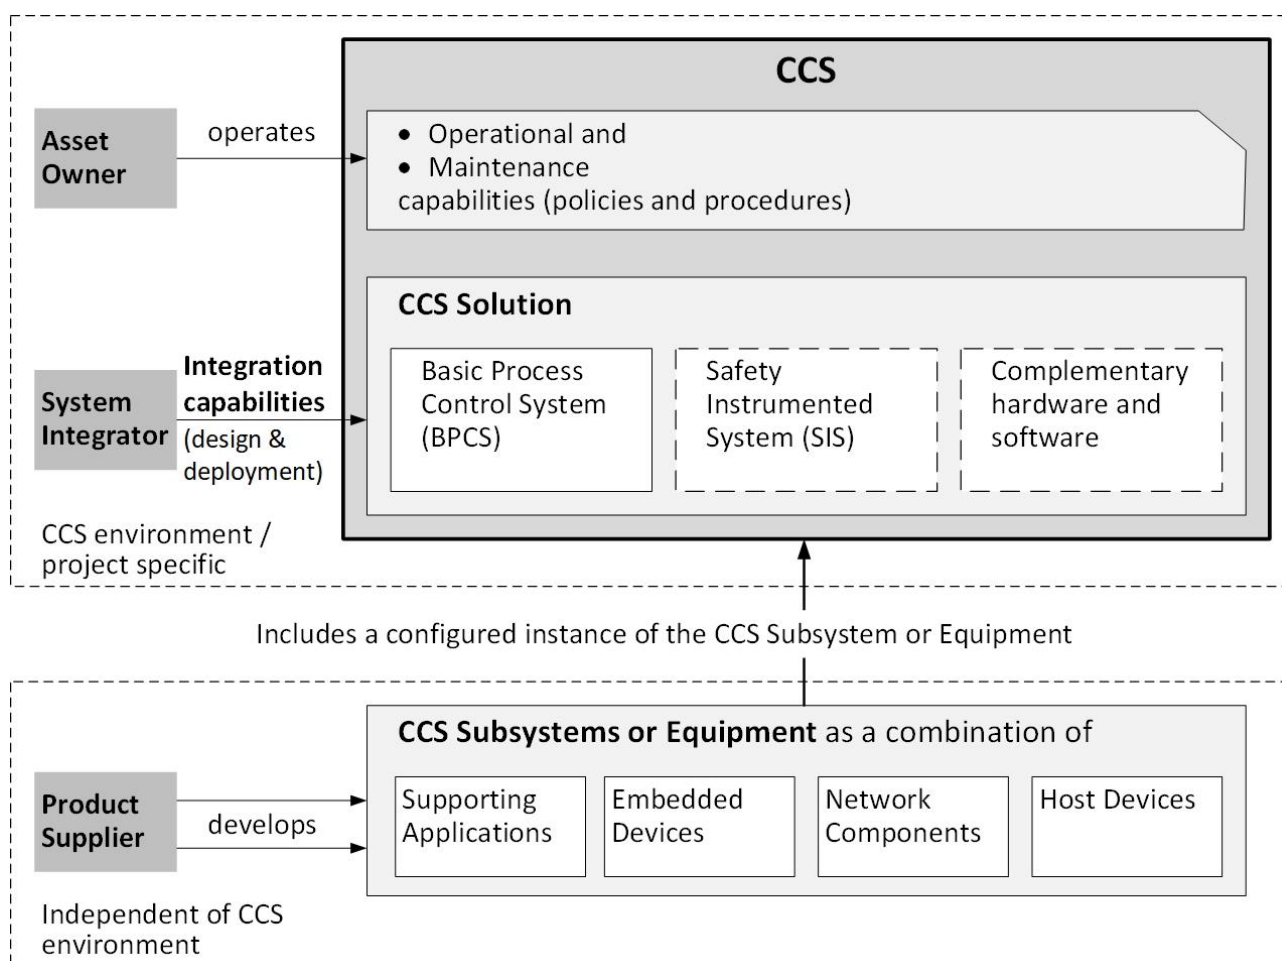 CCS
Asset
Owner
operates
• Operational and
• Maintenance
capabilities (policies and procedures)
CCS Solution
System
Integrator
Integration
capabilities
(design &
deployment)
Basic Process
Control System
(BPCS)
Safety
Instrumented
System (SIS)
Complementary
hardware and
software
CCS environment /
project specific
Includes a configured instance of the CCS Subsystem or Equipment
CCS Subsystems or Equipment as a combination of
Product
Supplier
develops
Supporting
Applications
Embedded
Devices
Network
Components
Host Devices
Independent of CCS
environment